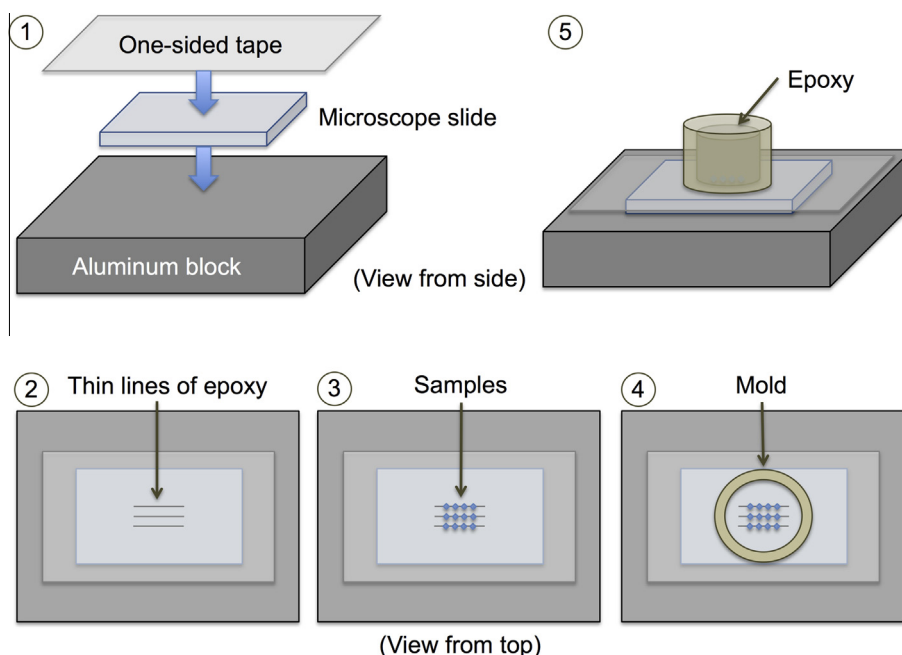 1
One-sided tape
Microscope slide
Aluminum block
(View from side)
5
Epoxy
2
Thin lines of epoxy
3
Samples
4
Mold
(View from top)